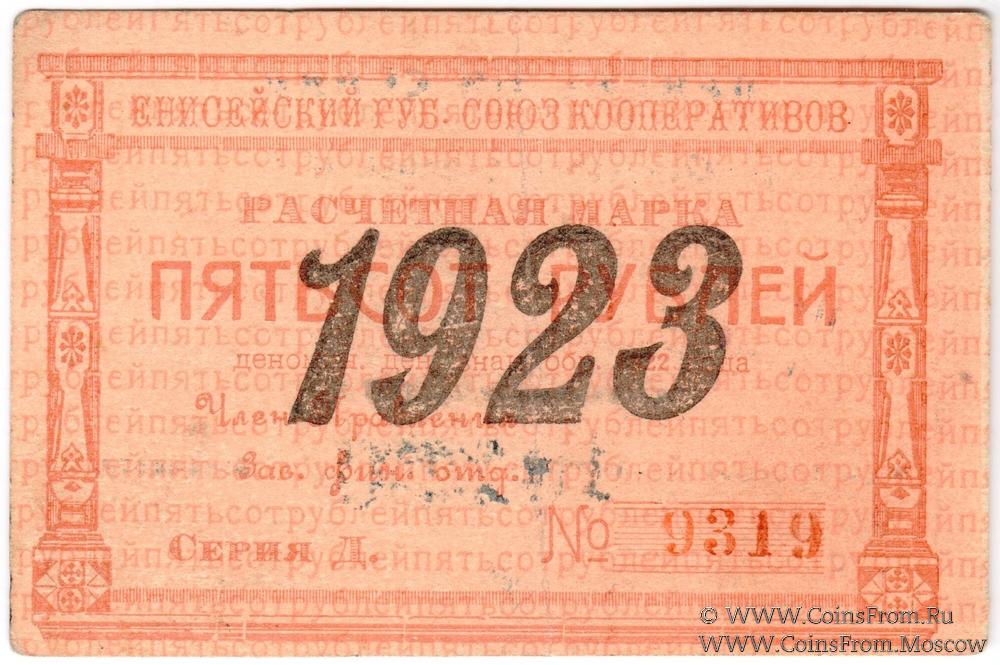 ЕНИСЕЙСКИЙ ГУБ. СОЮЗ КООПЕРАТИВОВ
РАСЧЕТНАЯ МАРКА
ПЯТЬСОТ РУБЛЕЙ
1923
Член Правления
Зав. фин. отд.
Серия Д.
№ 9319
© WWW.CoinsFrom.Ru
WWW.CoinsFrom.Moscow